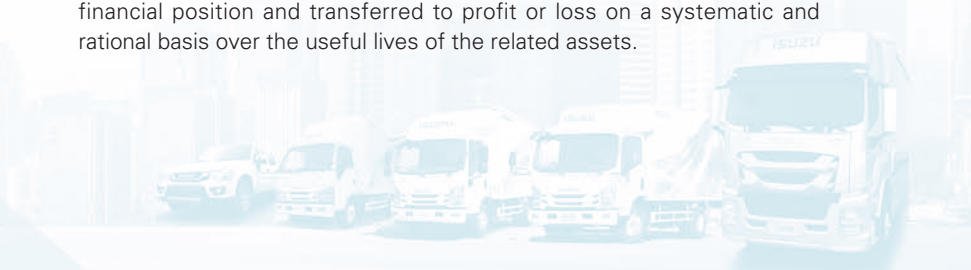 financial position and transferred to profit or loss on a systematic and
rational basis over the useful lives of the related assets.
ISUZU